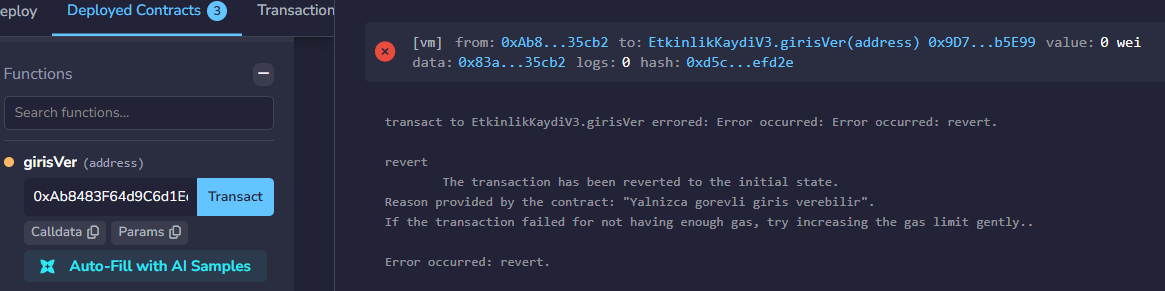 eploy Deployed Contracts 3 Transaction
Functions
Search functions...
girisVer (address)
0xAb8483F64d9C6d1E Transact
Calldata Params
Auto-Fill with AI Samples
[vm] from: 0xAb8...35cb2 to: EtkinlikKaydiV3.girisVer(address) 0x9D7...b5E99 value: 0 wei
data: 0x83a...35cb2 logs: 0 hash: 0xd5c...efd2e
transact to EtkinlikKaydiV3.girisVer errored: Error occurred: Error occurred: revert.
revert
The transaction has been reverted to the initial state.
Reason provided by the contract: "Yalnizca gorevli giris verebilir".
If the transaction failed for not having enough gas, try increasing the gas limit gently..
Error occurred: revert.